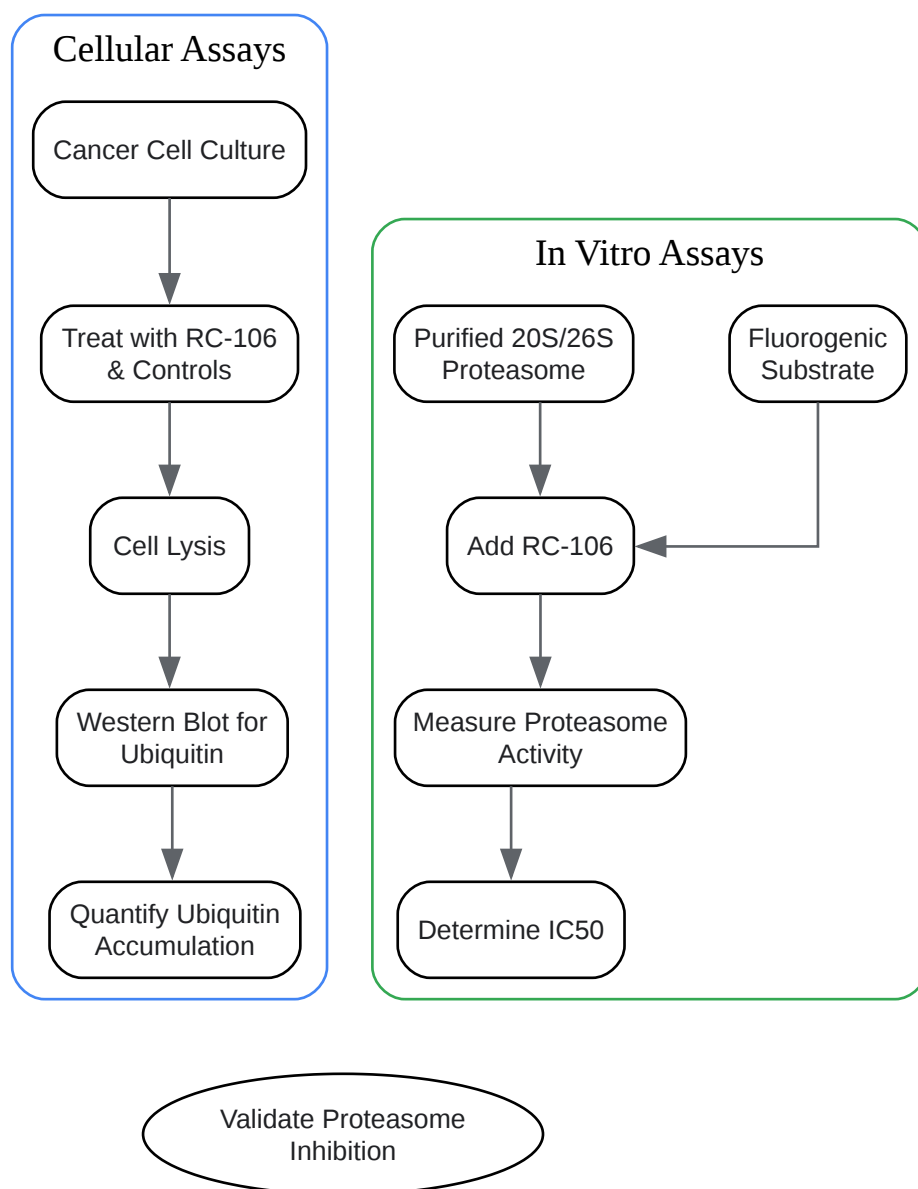 Cellular Assays
Cancer Cell Culture
Treat with RC-106
& Controls
Cell Lysis
Western Blot for
Ubiquitin
Quantify Ubiquitin
Accumulation
In Vitro Assays
Purified 20S/26S
Proteasome
Fluorogenic
Substrate
Add RC-106
Measure Proteasome
Activity
Determine IC50
Validate Proteasome
Inhibition